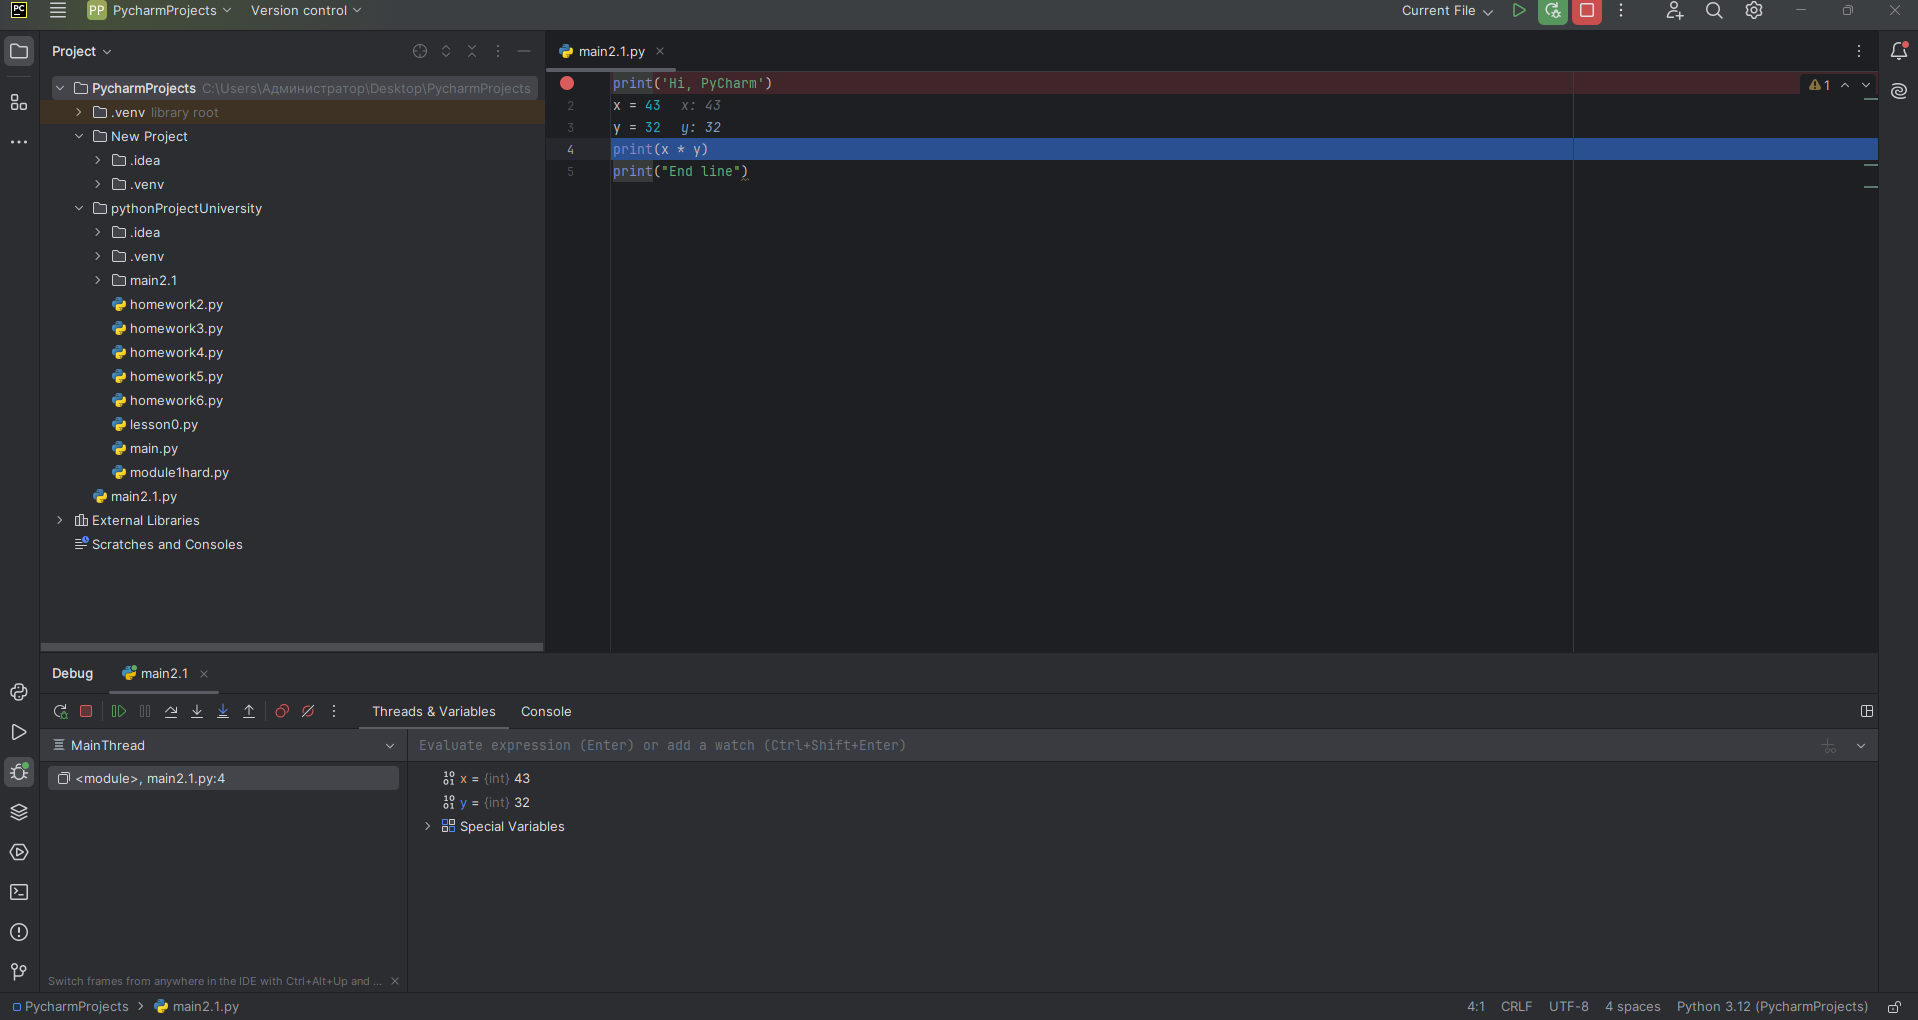 PC
PP PycharmProjects Version control Current File
Project
PycharmProjects C:\Users\Администратор\Desktop\PycharmProjects
.venv library root
New Project
.idea
.venv
pythonProjectUniversity
.idea
.venv
main2.1
homework2.py
homework3.py
homework4.py
homework5.py
homework6.py
lesson0.py
main.py
module1hard.py
main2.1.py
External Libraries
Scratches and Consoles
main2.1.py
print('Hi, PyCharm')
1
2 x = 43 x: 43
3 y = 32 y: 32
4 print(x * y)
5 print("End line")
Debug main2.1
Threads & Variables Console
MainThread
Evaluate expression (Enter) or add a watch (Ctrl+Shift+Enter)
<module>, main2.1.py:4
x = {int} 43
y = {int} 32
Special Variables
Switch frames from anywhere in the IDE with Ctrl+Alt+Up and ...
PycharmProjects main2.1.py
4:1 CRLF UTF-8 4 spaces Python 3.12 (PycharmProjects)